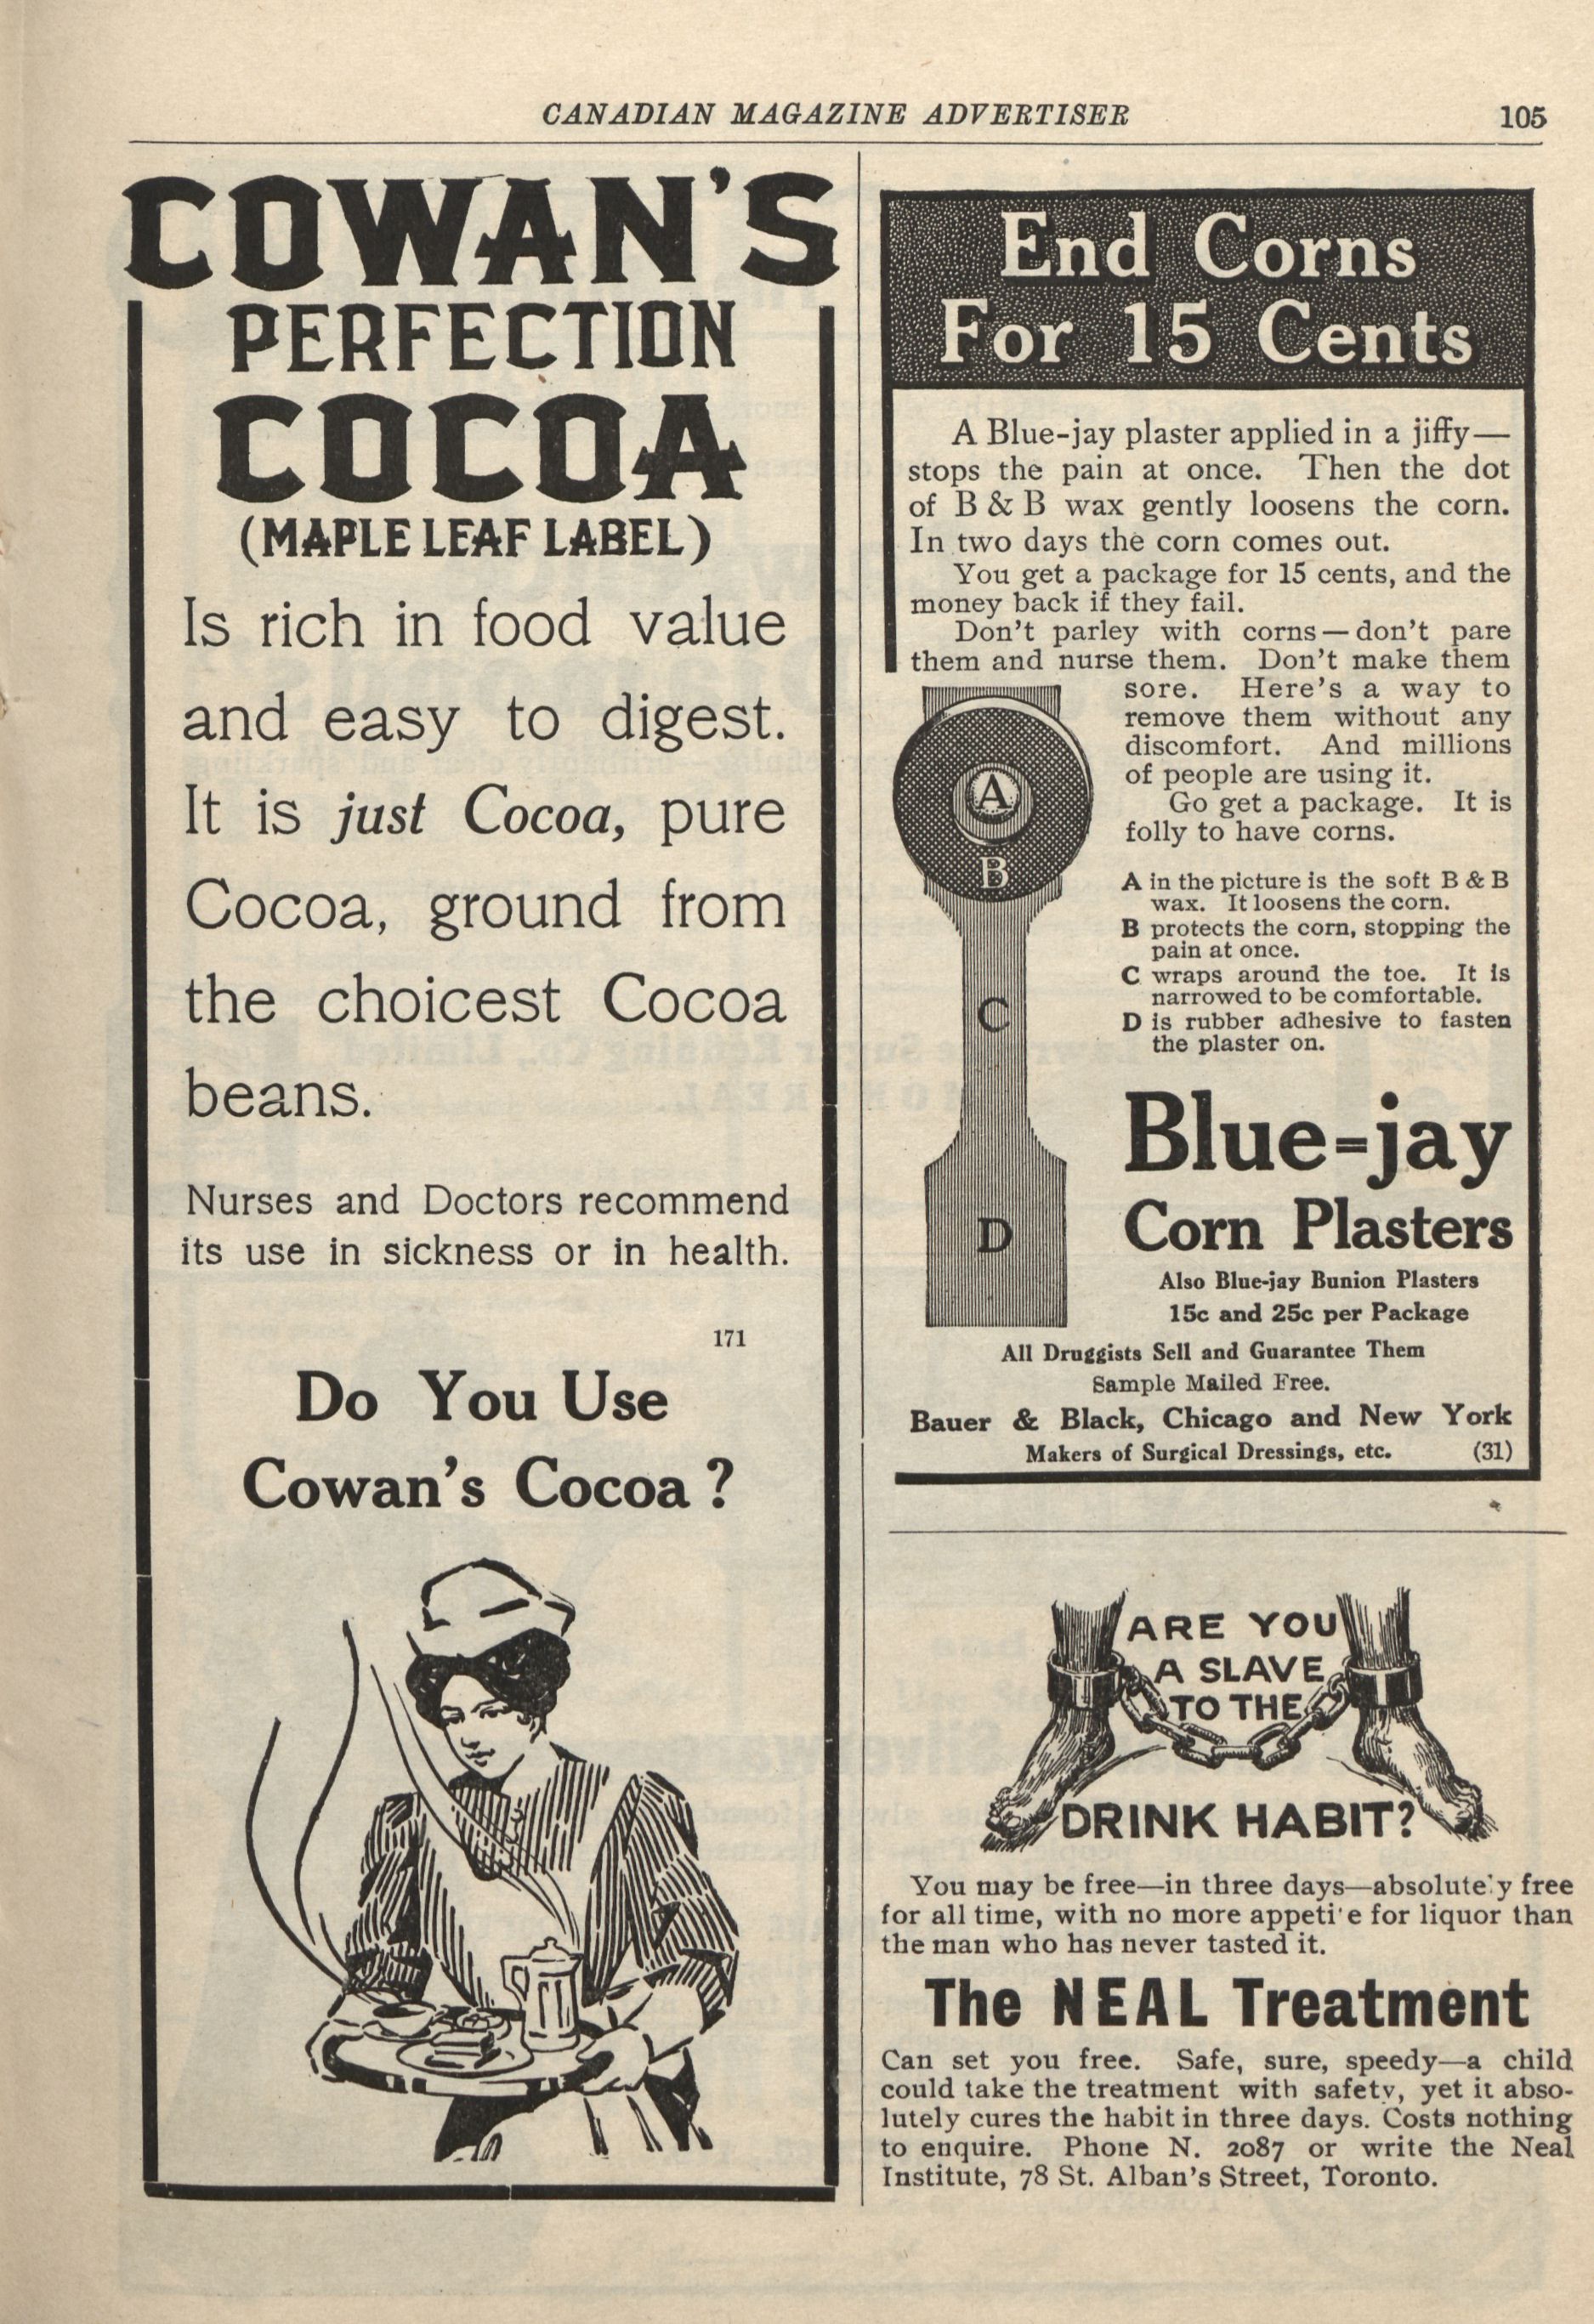 CANADIAN MAGAZINE ADVERTISER
105
COWAN'S
PERFECTION
COCOA
(MAPLE LEAF LABEL)
Is rich in food value
and easy to digest.
It is just Cocoa, pure
Cocoa, ground from
the choicest Cocoa
beans.
Nurses and Doctors recommend
its use in sickness or in health.
171
Do You Use
Cowan's Cocoa ?
End Corns
For 15 Cents
A Blue-jay plaster applied in a jiffy—
stops the pain at once. Then the dot
of B & B wax gently loosens the corn.
In two days the corn comes out.
You get a package for 15 cents, and the
money back if they fail.
Don't parley with corns—don't pare
them and nurse them. Don't make them
sore. Here's a way to
remove them without any
discomfort. And millions
of people are using it.
Go get a package. It is
folly to have corns.
A
B
C
D
A in the picture is the soft B & B
wax. It loosens the corn.
B protects the corn, stopping the
pain at once.
C wraps around the toe. It is
narrowed to be comfortable.
D is rubber adhesive to fasten
the plaster on.
Blue=jay
Corn Plasters
Also Blue-jay Bunion Plasters
15c and 25c per Package
All Druggists Sell and Guarantee Them
Sample Mailed Free.
Bauer & Black, Chicago and New York
Makers of Surgical Dressings, etc. (31)
ARE YOU
A SLAVE
TO THE
DRINK HABIT?
You may be free—in three days—absolutely free
for all time, with no more appetite for liquor than
the man who has never tasted it.
The NEAL Treatment
Can set you free. Safe, sure, speedy—a child
could take the treatment with safety, yet it abso-
lutely cures the habit in three days. Costs nothing
to enquire. Phone N. 2087 or write the Neal
Institute, 78 St. Alban's Street, Toronto.